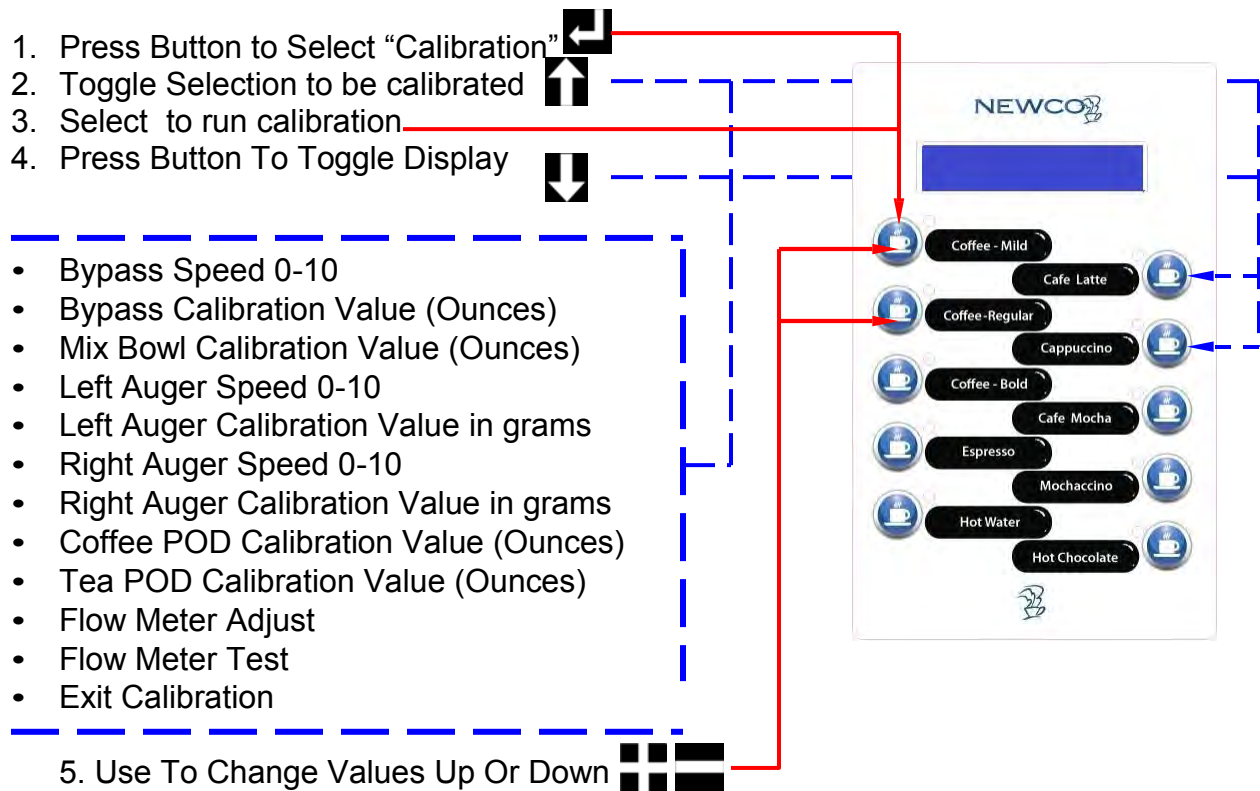 1. Press Button to Select “Calibration”
2. Toggle Selection to be calibrated
3. Select to run calibration
4. Press Button To Toggle Display
• Bypass Speed 0-10
• Bypass Calibration Value (Ounces)
• Mix Bowl Calibration Value (Ounces)
• Left Auger Speed 0-10
• Left Auger Calibration Value in grams
• Right Auger Speed 0-10
• Right Auger Calibration Value in grams
• Coffee POD Calibration Value (Ounces)
• Tea POD Calibration Value (Ounces)
• Flow Meter Adjust
• Flow Meter Test
• Exit Calibration
5. Use To Change Values Up Or Down
NEWCO
Coffee - Mild
Cafe Latte
Coffee-Regular
Cappuccino
Coffee - Bold
Cafe Mocha
Espresso
Mochaccino
Hot Water
Hot Chocolate